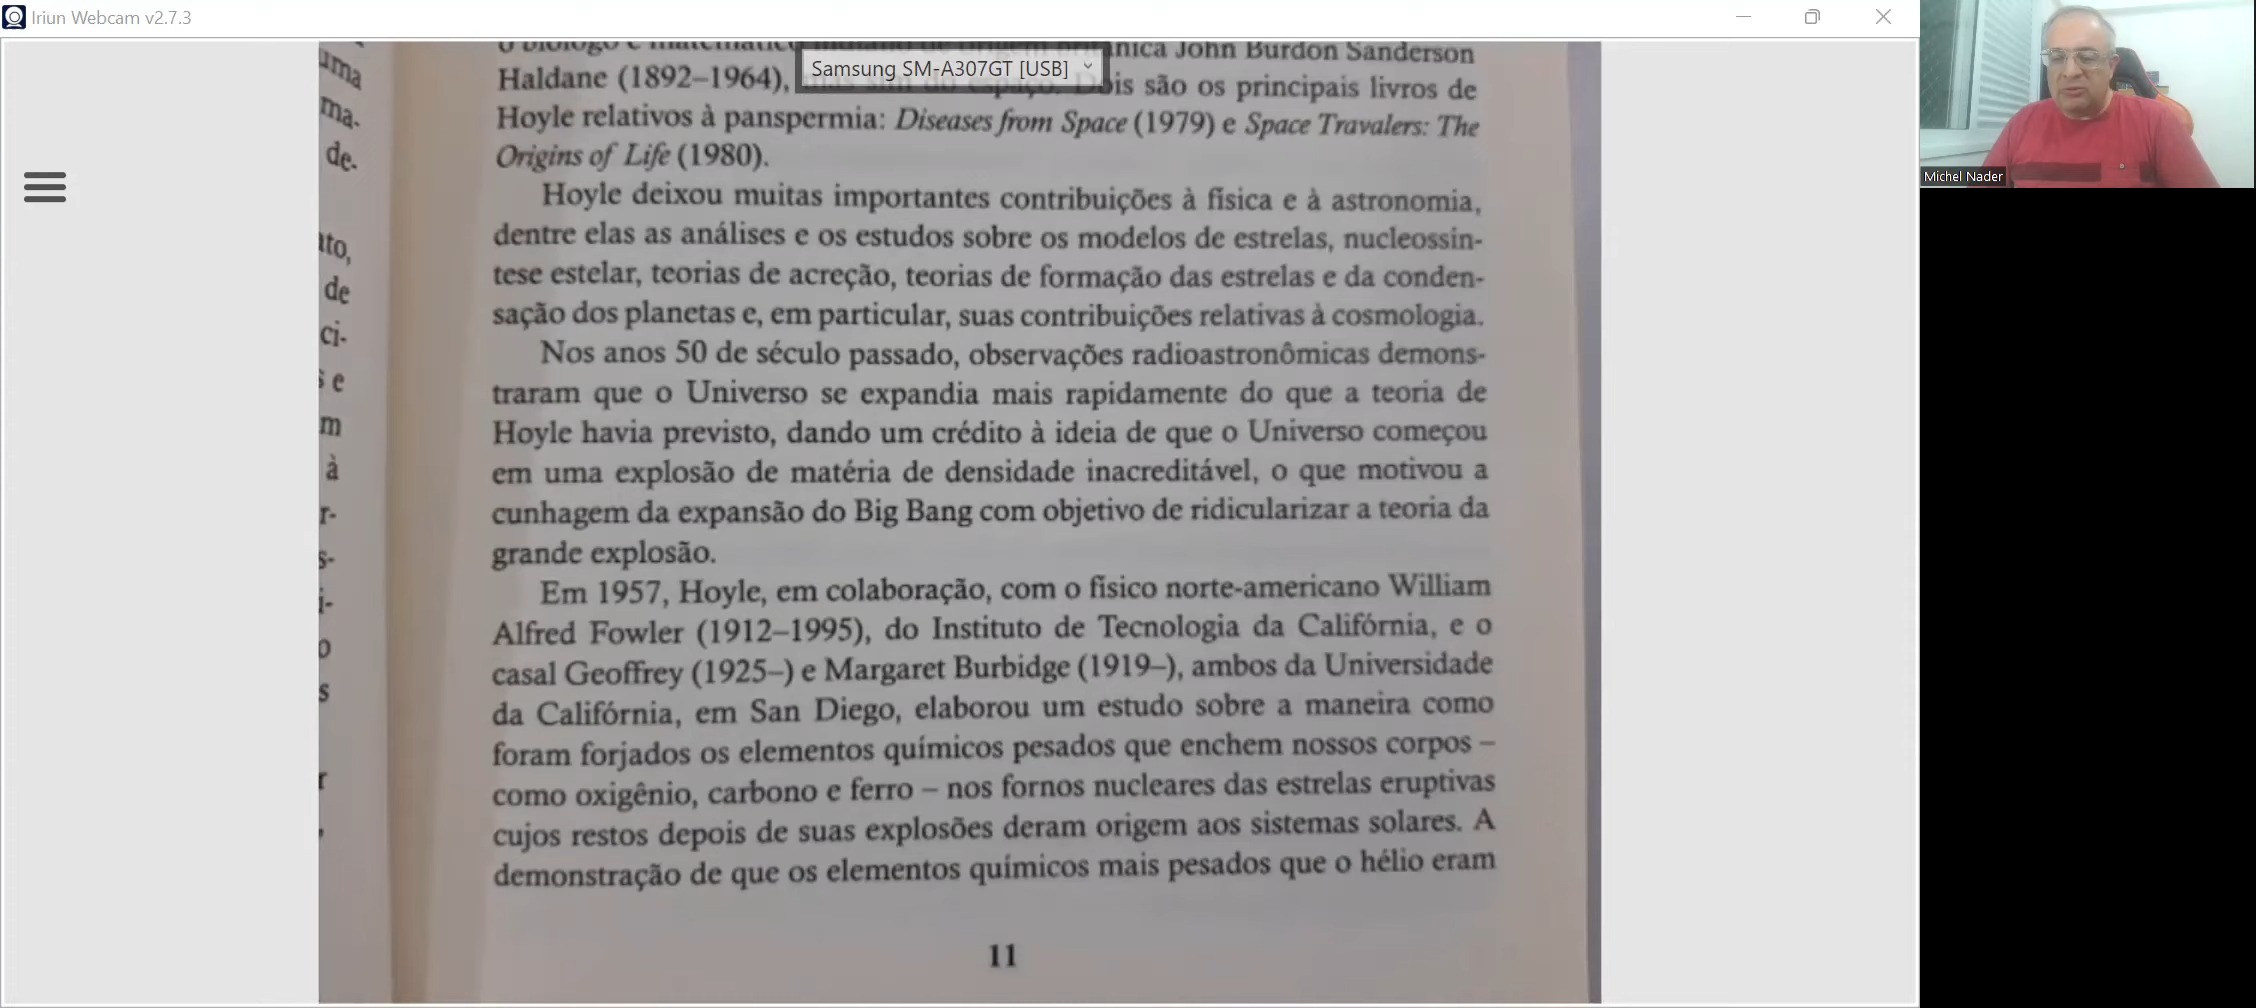 Iriun Webcam v2.7.3
Samsung SM-A307GT [USB]
Michel Nader
uma
ma-
de-
de
ci-
s e
m
à
r-
s-
i-
o
s
r
,
nica John Burdon Sanderson
Haldane (1892–1964), mas sim do espaço. Dois são os principais livros de
Hoyle relativos à panspermia: Diseases from Space (1979) e Space Travalers: The
Origins of Life (1980).
Hoyle deixou muitas importantes contribuições à física e à astronomia,
dentre elas as análises e os estudos sobre os modelos de estrelas, nucleossín-
tese estelar, teorias de acreção, teorias de formação das estrelas e da conden-
sação dos planetas e, em particular, suas contribuições relativas à cosmologia.
Nos anos 50 de século passado, observações radioastronômicas demons-
traram que o Universo se expandia mais rapidamente do que a teoria de
Hoyle havia previsto, dando um crédito à ideia de que o Universo começou
em uma explosão de matéria de densidade inacreditável, o que motivou a
cunhagem da expansão do Big Bang com objetivo de ridicularizar a teoria da
grande explosão.
Em 1957, Hoyle, em colaboração, com o físico norte-americano William
Alfred Fowler (1912–1995), do Instituto de Tecnologia da Califórnia, e o
casal Geoffrey (1925–) e Margaret Burbidge (1919–), ambos da Universidade
da Califórnia, em San Diego, elaborou um estudo sobre a maneira como
foram forjados os elementos químicos pesados que enchem nossos corpos –
como oxigênio, carbono e ferro – nos fornos nucleares das estrelas eruptivas
cujos restos depois de suas explosões deram origem aos sistemas solares. A
demonstração de que os elementos químicos mais pesados que o hélio eram
11